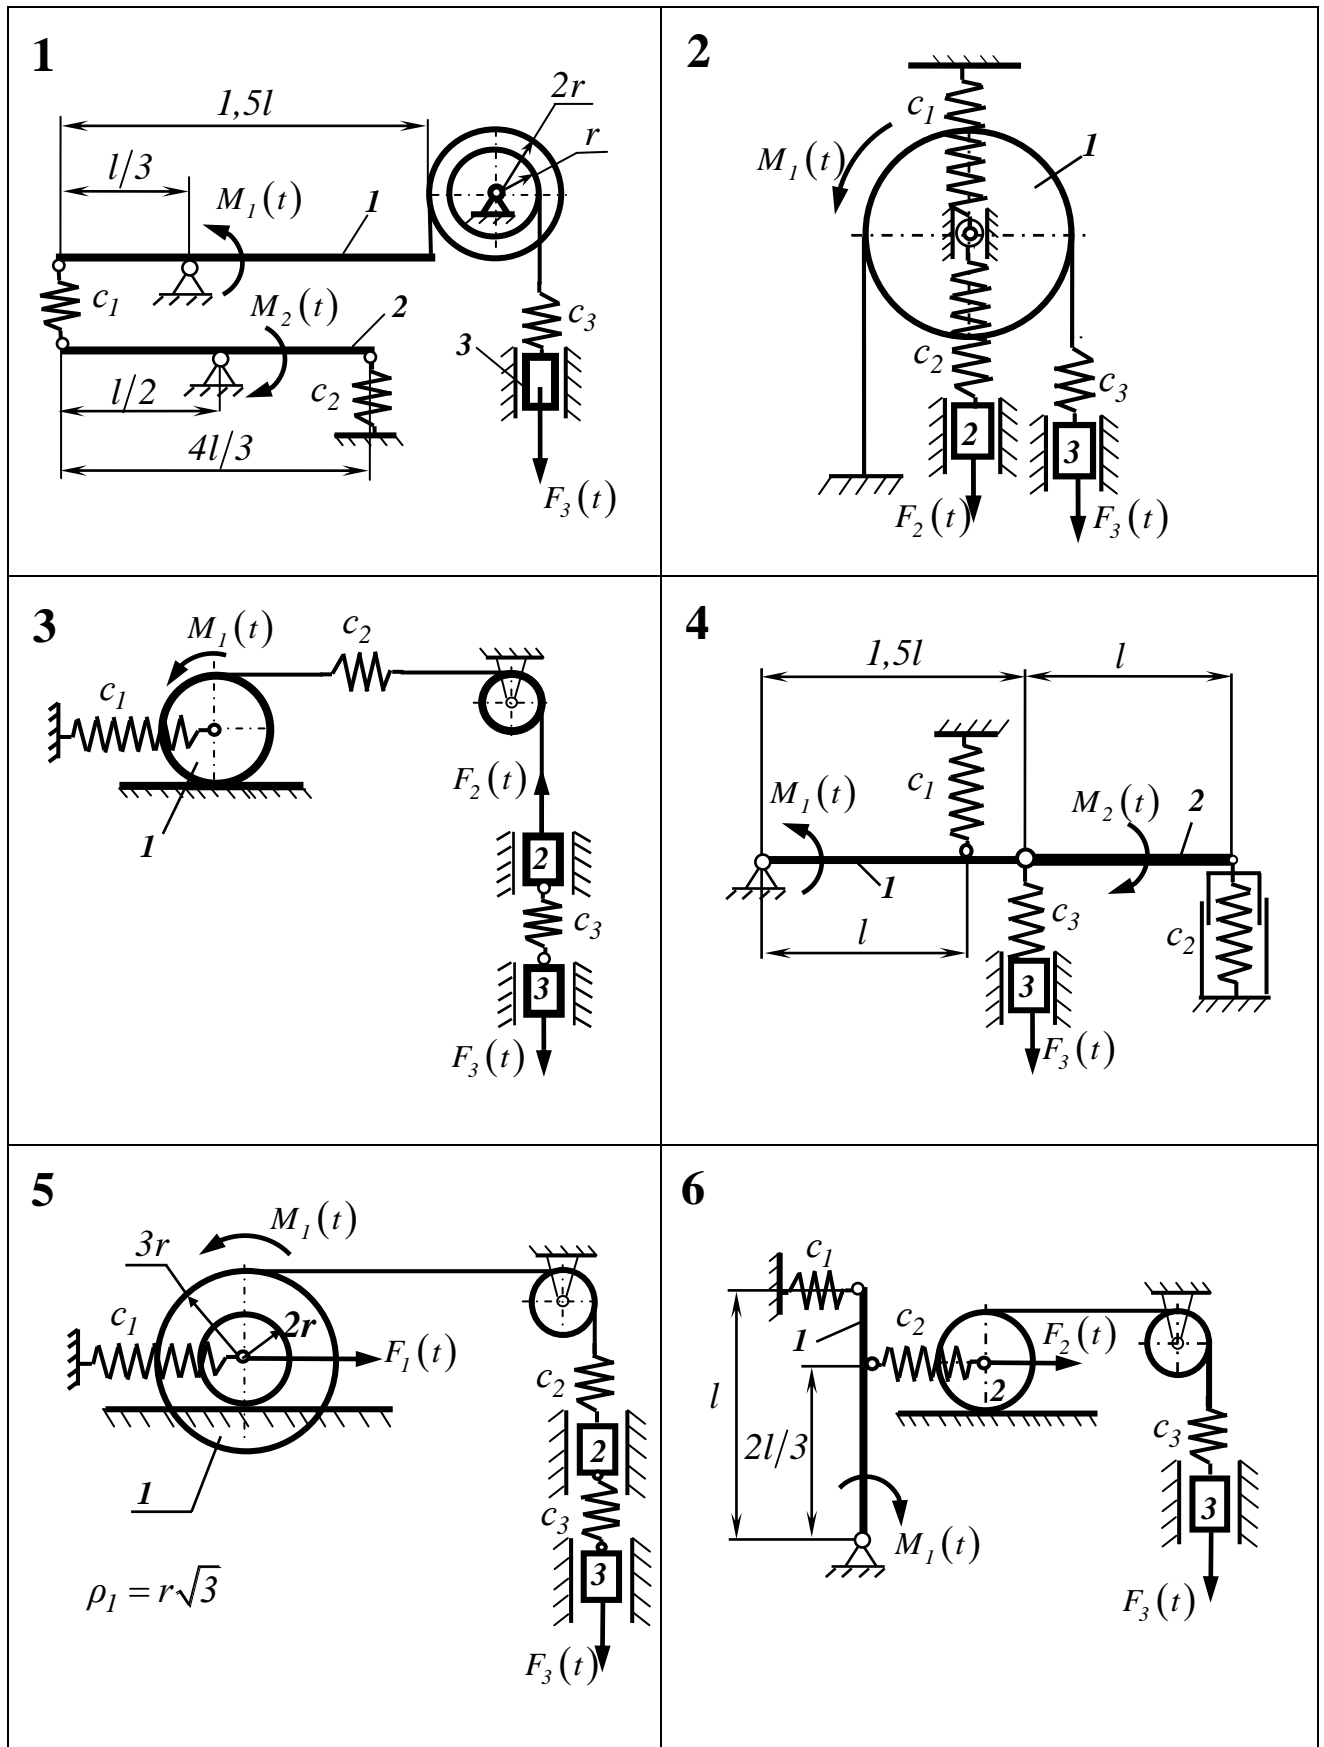 1
1,5l
2r
r
l/3
M₁(t)
1
c₁
M₂(t)
2
c₃
3
l/2
c₂
4l/3
F₃(t)
2
c₁
M₁(t)
1
c₂
c₃
2
3
F₂(t)
F₃(t)
3
M₁(t)
c₂
c₁
F₂(t)
1
2
c₃
3
F₃(t)
4
1,5l
l
M₁(t)
c₁
M₂(t)
2
1
c₃
l
c₂
3
F₃(t)
5
M₁(t)
3r
c₁
2r
F₁(t)
c₂
2
1
c₃
3
ρ₁ = r√3
F₃(t)
6
c₁
1
c₂
F₂(t)
l
2
2l/3
c₃
3
M₁(t)
F₃(t)